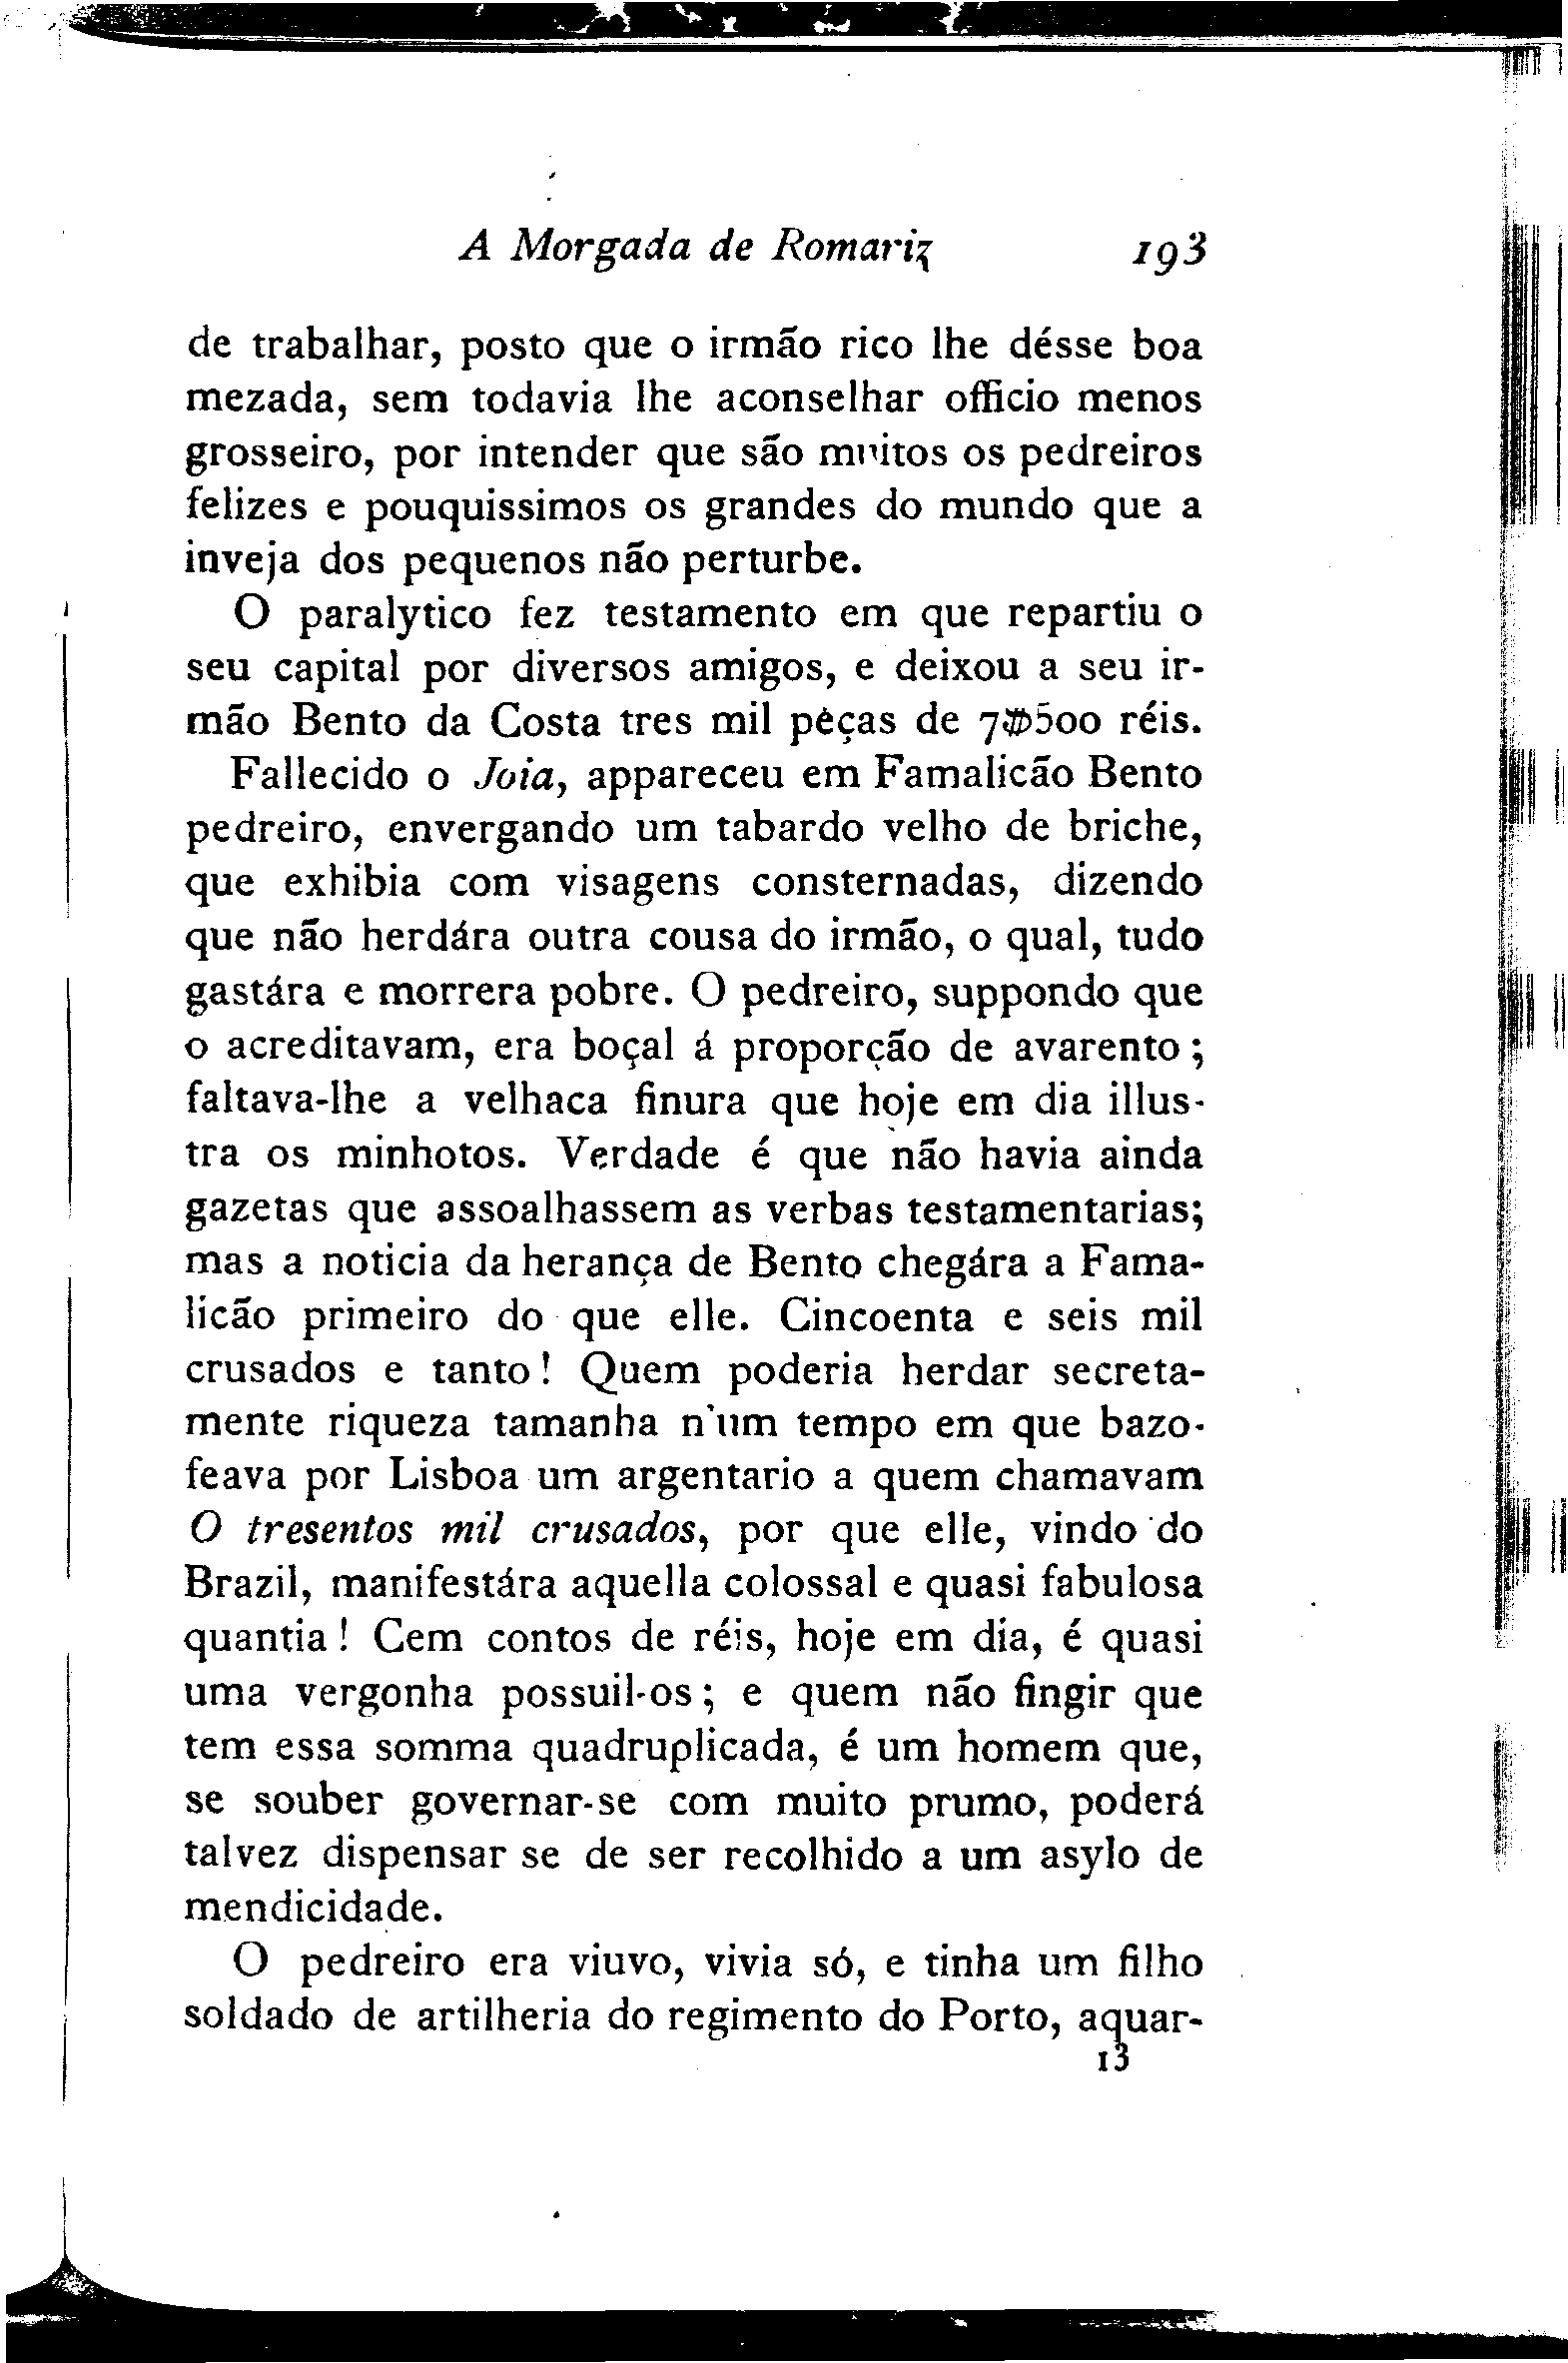 A Morgada de Romariz 193
de trabalhar, posto que o irmão rico lhe désse boa
mezada, sem todavia lhe aconselhar officio menos
grosseiro, por intender que são muitos os pedreiros
felizes e pouquissimos os grandes do mundo que a
inveja dos pequenos não perturbe.
O paralytico fez testamento em que repartiu o
seu capital por diversos amigos, e deixou a seu ir-
mão Bento da Costa tres mil péças de 7$500 réis.
Fallecido o Joia, appareceu em Famalicão Bento
pedreiro, envergando um tabardo velho de briche,
que exhibia com visagens consternadas, dizendo
que não herdára outra cousa do irmão, o qual, tudo
gastára e morrera pobre. O pedreiro, suppondo que
o acreditavam, era boçal á proporção de avarento;
faltava-lhe a velhaca finura que hoje em dia illus-
tra os minhotos. Verdade é que não havia ainda
gazetas que assoalhassem as verbas testamentarias;
mas a noticia da herança de Bento chegára a Fama-
licão primeiro do que elle. Cincoenta e seis mil
crusados e tanto! Quem poderia herdar secreta-
mente riqueza tamanha n'um tempo em que bazo-
feava por Lisboa um argentario a quem chamavam
O tresentos mil crusados, por que elle, vindo do
Brazil, manifestára aquella colossal e quasi fabulosa
quantia! Cem contos de réis, hoje em dia, é quasi
uma vergonha possuil-os; e quem não fingir que
tem essa somma quadruplicada, é um homem que,
se souber governar-se com muito prumo, poderá
talvez dispensar se de ser recolhido a um asylo de
mendicidade.
O pedreiro era viuvo, vivia só, e tinha um filho
soldado de artilheria do regimento do Porto, aquar-
13